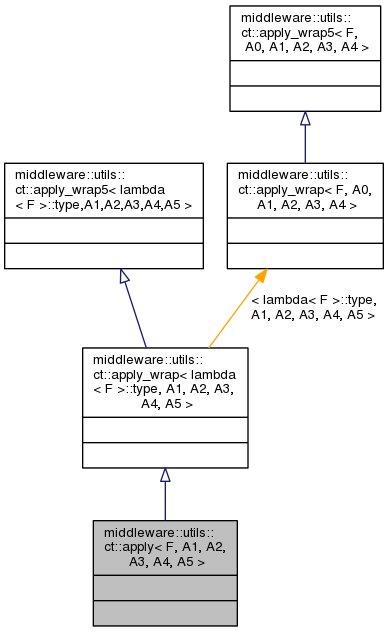 middleware::utils::
ct::apply_wrap5< F,
A0, A1, A2, A3, A4 >
middleware::utils::
ct::apply_wrap5< lambda
< F >::type,A1,A2,A3,A4,A5 >
middleware::utils::
ct::apply_wrap< F, A0,
A1, A2, A3, A4 >
< lambda< F >::type,
A1, A2, A3, A4, A5 >
middleware::utils::
ct::apply_wrap< lambda
< F >::type, A1, A2, A3,
A4, A5 >
middleware::utils::
ct::apply< F, A1, A2,
A3, A4, A5 >